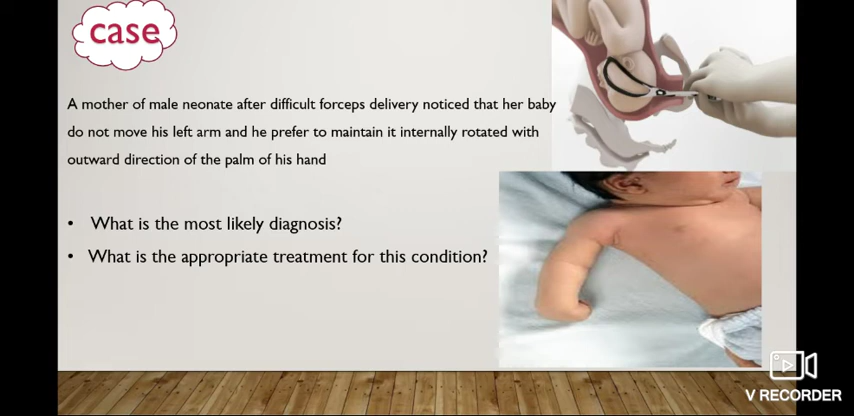 case
A mother of male neonate after difficult forceps delivery noticed that her baby
do not move his left arm and he prefer to maintain it internally rotated with
outward direction of the palm of his hand
• What is the most likely diagnosis?
• What is the appropriate treatment for this condition?
V RECORDER